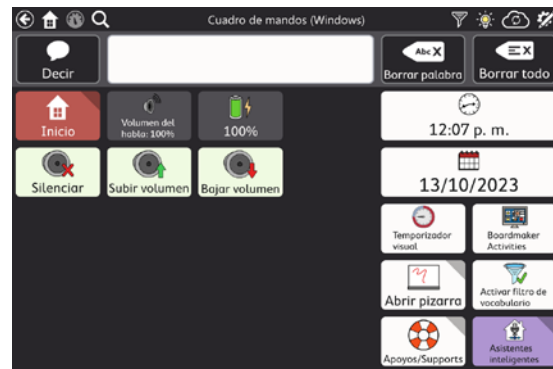 Cuadro de mandos (Windows)
Decir
Abc X
Borrar palabra
X
Borrar todo
Inicio
Volumen del
habla: 100%
100%
12:07 p. m.
Silenciar
Subir volumen
Bajar volumen
13/10/2023
Temporizador
visual
Boardmaker
Activities
Abrir pizarra
Activar filtro de
vocabulario
Apoyos/Supports
Asistentes
inteligentes